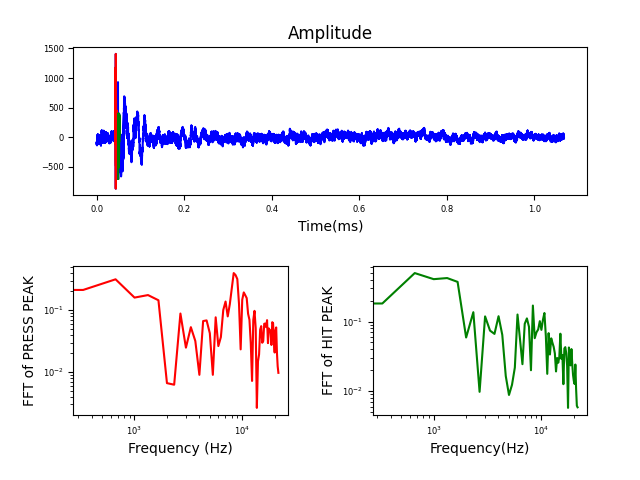 Amplitude
1500
1000
500
0
−500
0.0 0.2 0.4 0.6 0.8 1.0
Time(ms)
FFT of PRESS PEAK
10⁻¹
10⁻²
10³ 10⁴
Frequency (Hz)
FFT of HIT PEAK
10⁻¹
10⁻²
10³ 10⁴
Frequency(Hz)